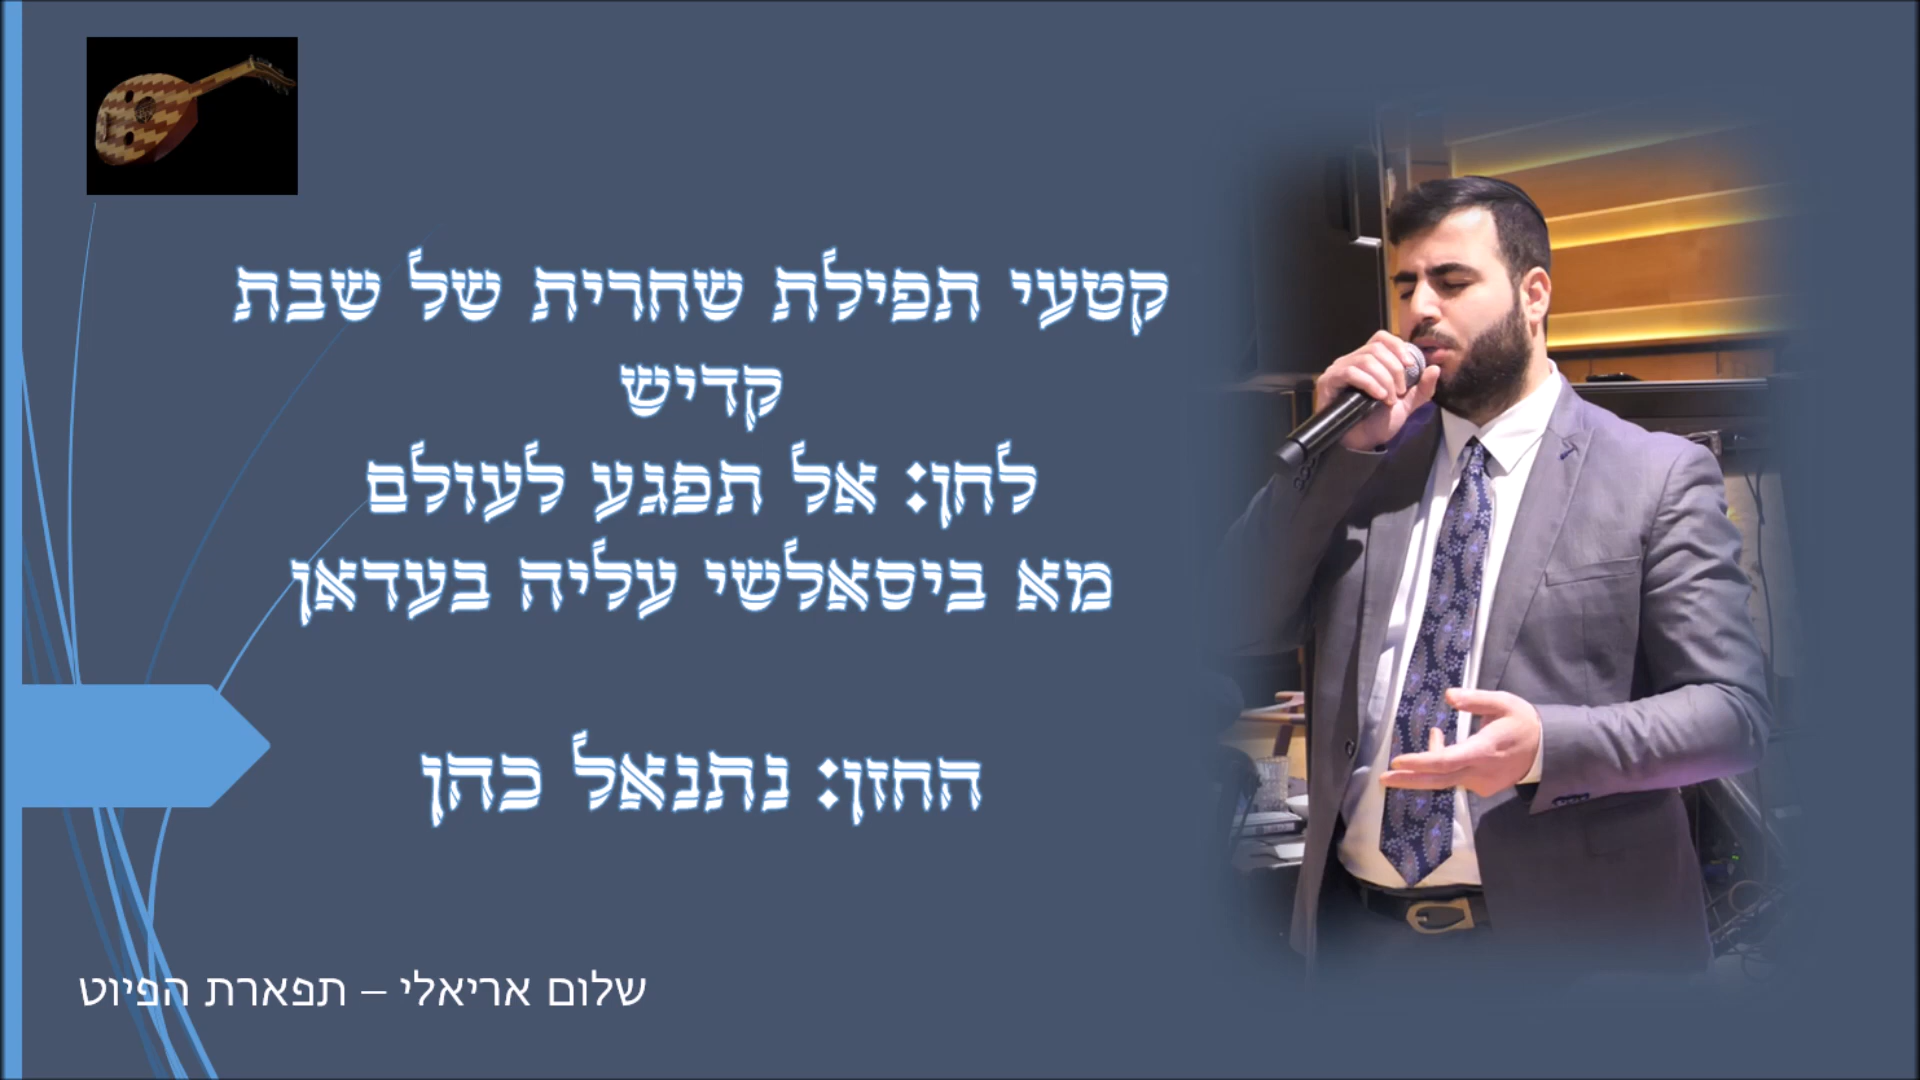 קטעי תפילת שחרית של שבת
קדיש
לחן: אל תפגע לעולם
מא ביסאלשי עליה בעדאן
החזן: נתנאל כהן
שלום אריאלי – תפארת הפיוט